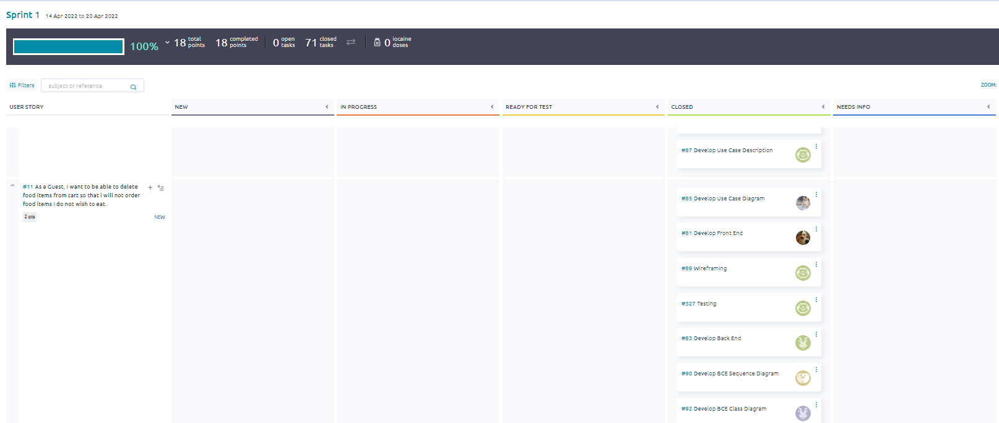 Sprint 1 14 Apr 2022 to 20 Apr 2022
100% 18 total points 18 completed points 0 open tasks 71 closed tasks 0 iocaine doses
Filters subject or reference
ZOOM:
USER STORY NEW IN PROGRESS READY FOR TEST CLOSED NEEDS INFO
#87 Develop Use Case Description
#11 As a Guest, I want to be able to delete
food items from cart so that i will not order
food items I do not wish to eat.
2 pts NEW
#85 Develop Use Case Diagram
#81 Develop Front End
#89 Wireframing
#327 Testing
#83 Develop Back End
#90 Develop BCE Sequence Diagram
#92 Develop BCE Class Diagram